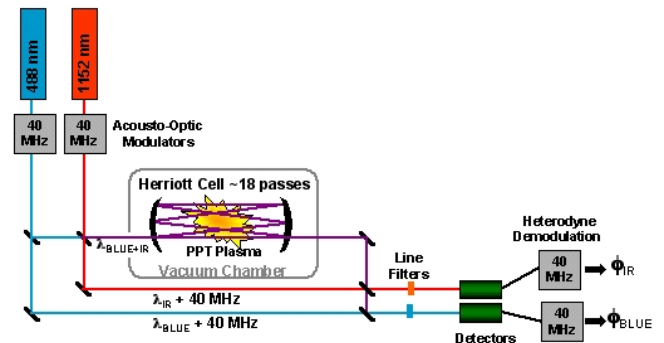 488 nm
1152 nm
40
MHz
40
MHz
Acousto-Optic
Modulators
Herriott Cell ~18 passes
λBLUE+IR
PPT Plasma
Vacuum Chamber
Line
Filters
Heterodyne
Demodulation
40
MHz
ϕIR
λIR + 40 MHz
λBLUE + 40 MHz
40
MHz
ϕBLUE
Detectors